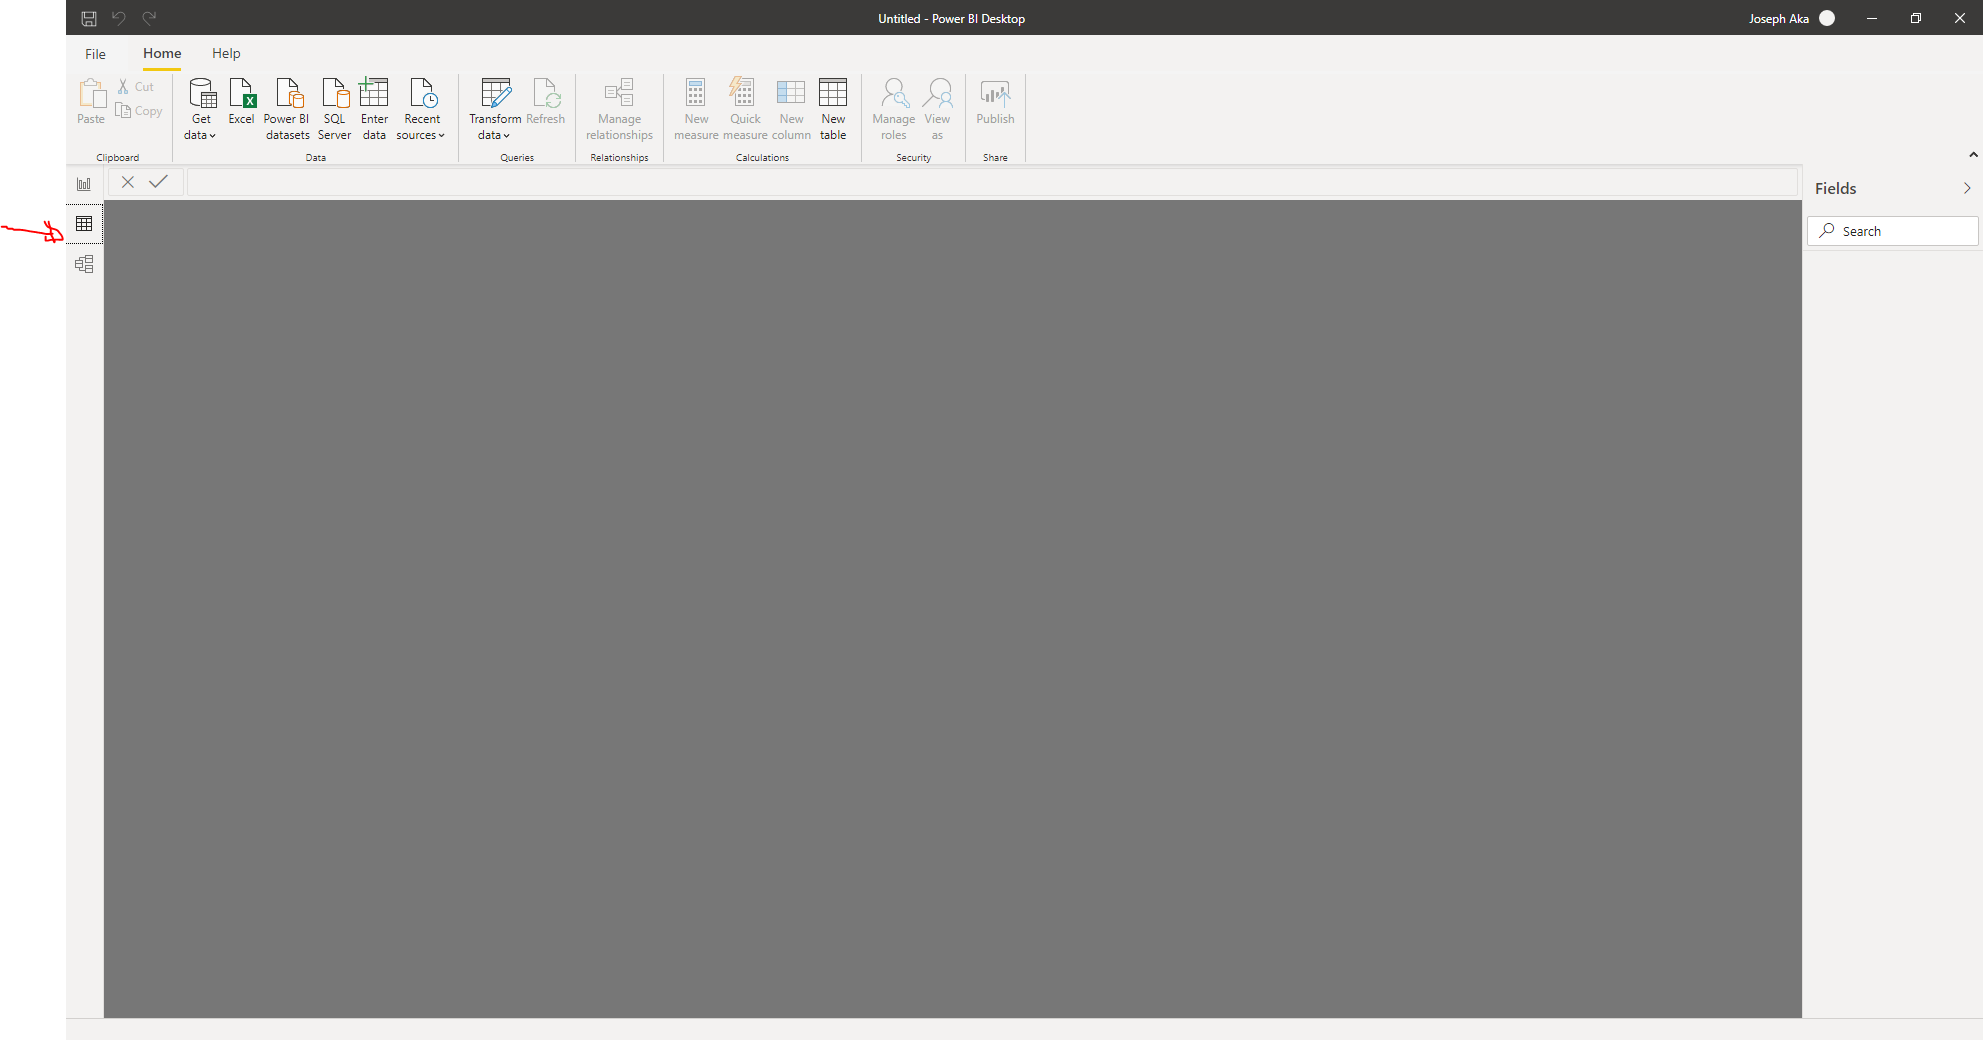 Untitled - Power BI Desktop
Joseph Aka
File
Home
Help
Paste
Cut
Copy
Clipboard
Get data
Excel
Power BI datasets
SQL Server
Enter data
Recent sources
Data
Transform data
Refresh
Queries
Manage relationships
Relationships
New measure
Quick measure
New column
New table
Calculations
Manage roles
View as
Security
Publish
Share
Fields
Search